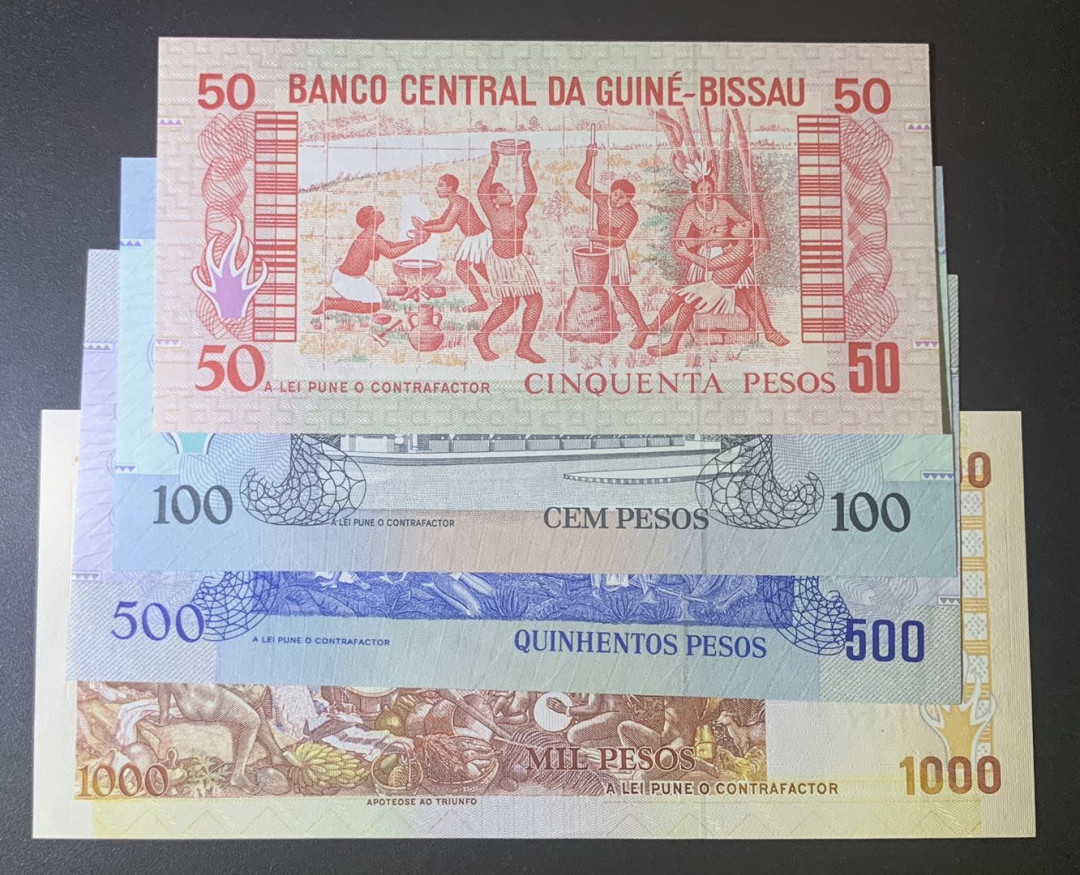 50 BANCO CENTRAL DA GUINÉ-BISSAU 50
50 A LEI PUNE O CONTRAFACTOR CINQUENTA PESOS 50
100 A LEI PUNE O CONTRAFACTOR CEM PESOS 100
500 A LEI PUNE O CONTRAFACTOR QUINHENTOS PESOS 500
MIL PESOS
1000 A LEI PUNE O CONTRAFACTOR 1000
APOTEOSE AO TRIUNFO